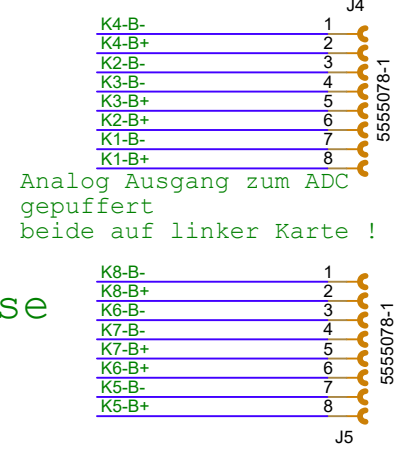 J4
K4-B- 1
K4-B+ 2
K2-B- 3
K3-B- 4
K3-B+ 5
K2-B+ 6
K1-B- 7
K1-B+ 8
5555078-1
Analog Ausgang zum ADC
gepuffert
beide auf linker Karte !
se
K8-B- 1
K8-B+ 2
K6-B- 3
K7-B- 4
K7-B+ 5
K6-B+ 6
K5-B- 7
K5-B+ 8
5555078-1
J5